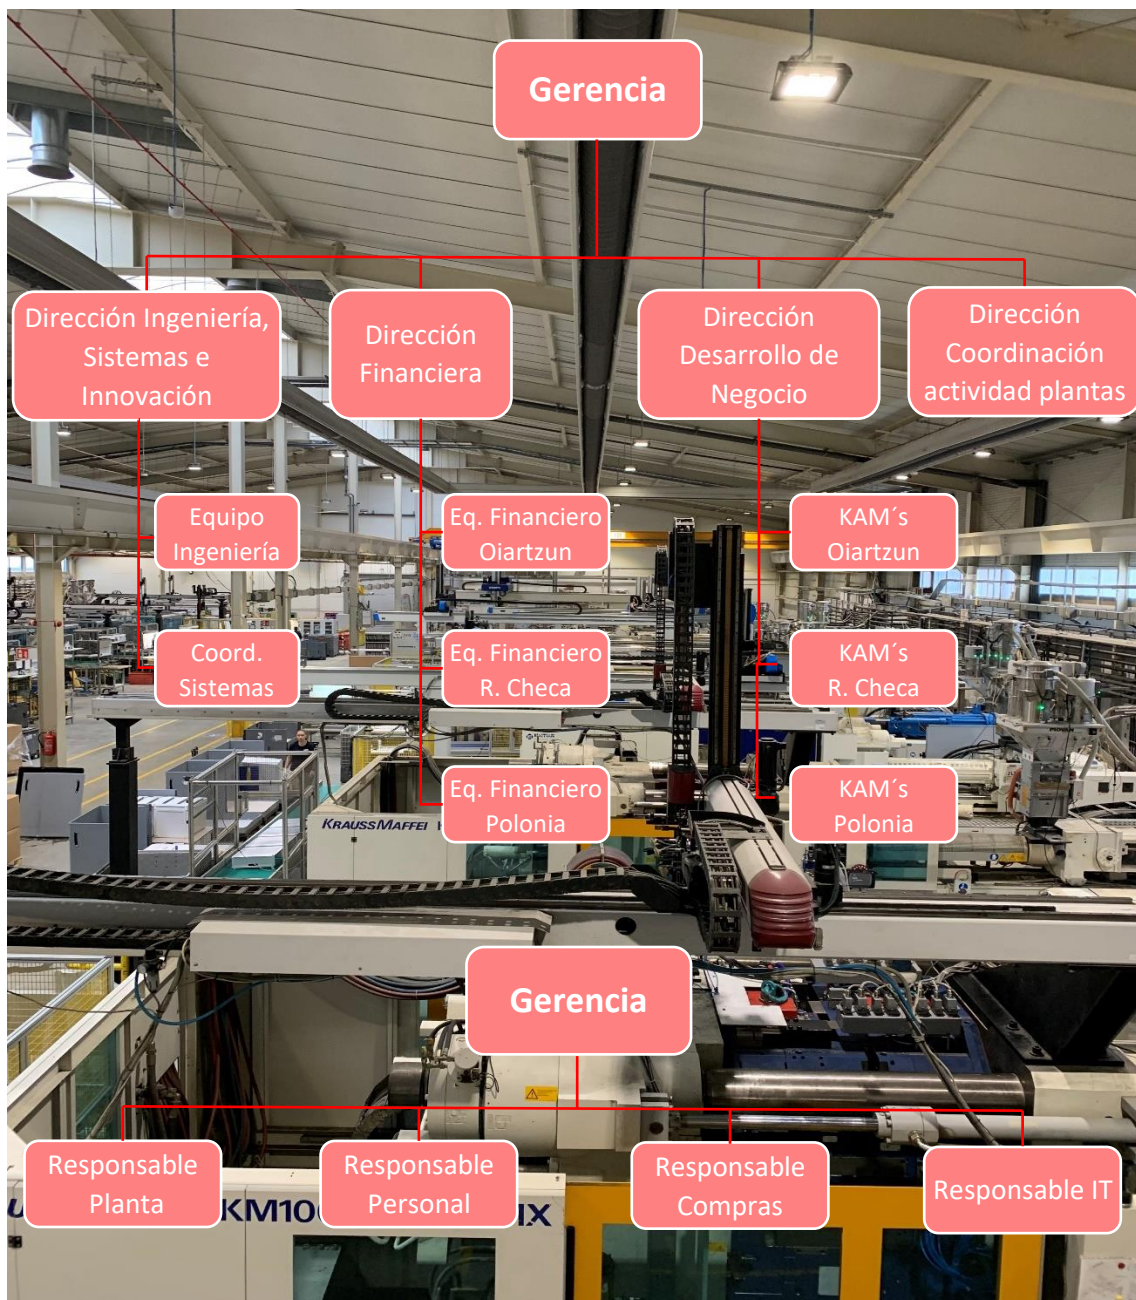 Gerencia
Dirección Ingeniería,
Sistemas e
Innovación
Dirección
Financiera
Dirección
Desarrollo de
Negocio
Dirección
Coordinación
actividad plantas
Equipo
Ingeniería
Eq. Financiero
Oiartzun
KAM´s
Oiartzun
Coord.
Sistemas
Eq. Financiero
R. Checa
KAM´s
R. Checa
Eq. Financiero
Polonia
KAM´s
Polonia
KRAUSSMAFFEI
Gerencia
Responsable
Planta
Responsable
Personal
Responsable
Compras
Responsable IT